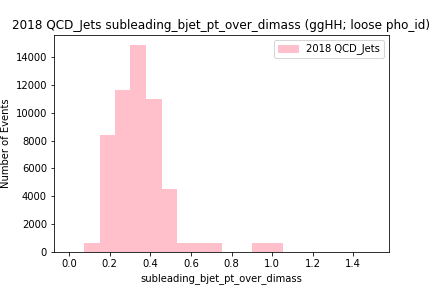 2018 QCD_Jets subleading_bjet_pt_over_dimass (ggHH; loose pho_id)
2018 QCD_Jets
Number of Events
14000
12000
10000
8000
6000
4000
2000
0
0.0 0.2 0.4 0.6 0.8 1.0 1.2 1.4
subleading_bjet_pt_over_dimass